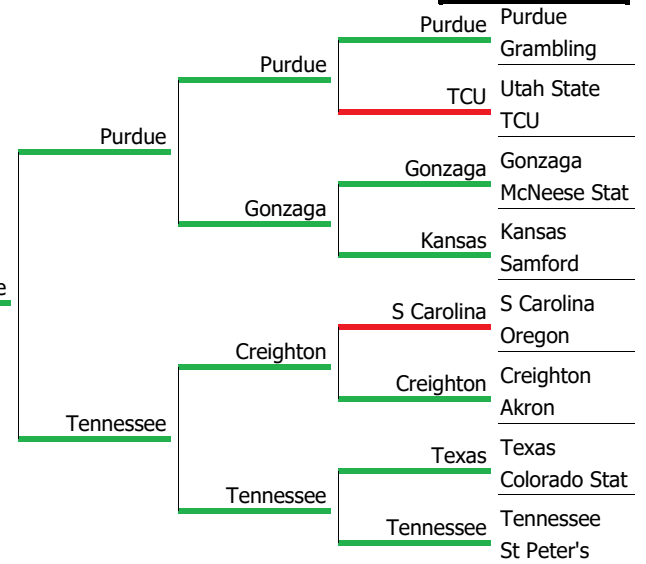 Purdue
Purdue
Grambling
Purdue
Utah State
TCU
TCU
Purdue
Gonzaga
Gonzaga
McNeese Stat
Gonzaga
Kansas
Kansas
Samford
e
S Carolina
S Carolina
Oregon
Creighton
Creighton
Creighton
Akron
Tennessee
Texas
Texas
Colorado Stat
Tennessee
Tennessee
Tennessee
St Peter's